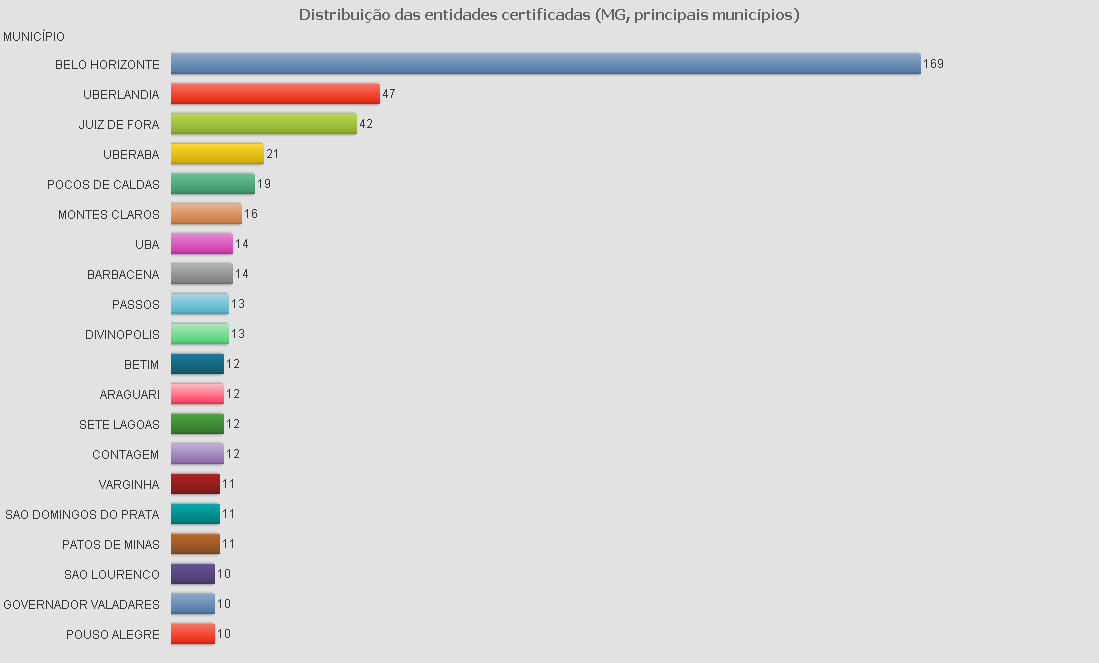 Distribuição das entidades certificadas (MG, principais municípios)
MUNICÍPIO
BELO HORIZONTE 169
UBERLANDIA 47
JUIZ DE FORA 42
UBERABA 21
POCOS DE CALDAS 19
MONTES CLAROS 16
UBA 14
BARBACENA 14
PASSOS 13
DIVINOPOLIS 13
BETIM 12
ARAGUARI 12
SETE LAGOAS 12
CONTAGEM 12
VARGINHA 11
SAO DOMINGOS DO PRATA 11
PATOS DE MINAS 11
SAO LOURENCO 10
GOVERNADOR VALADARES 10
POUSO ALEGRE 10